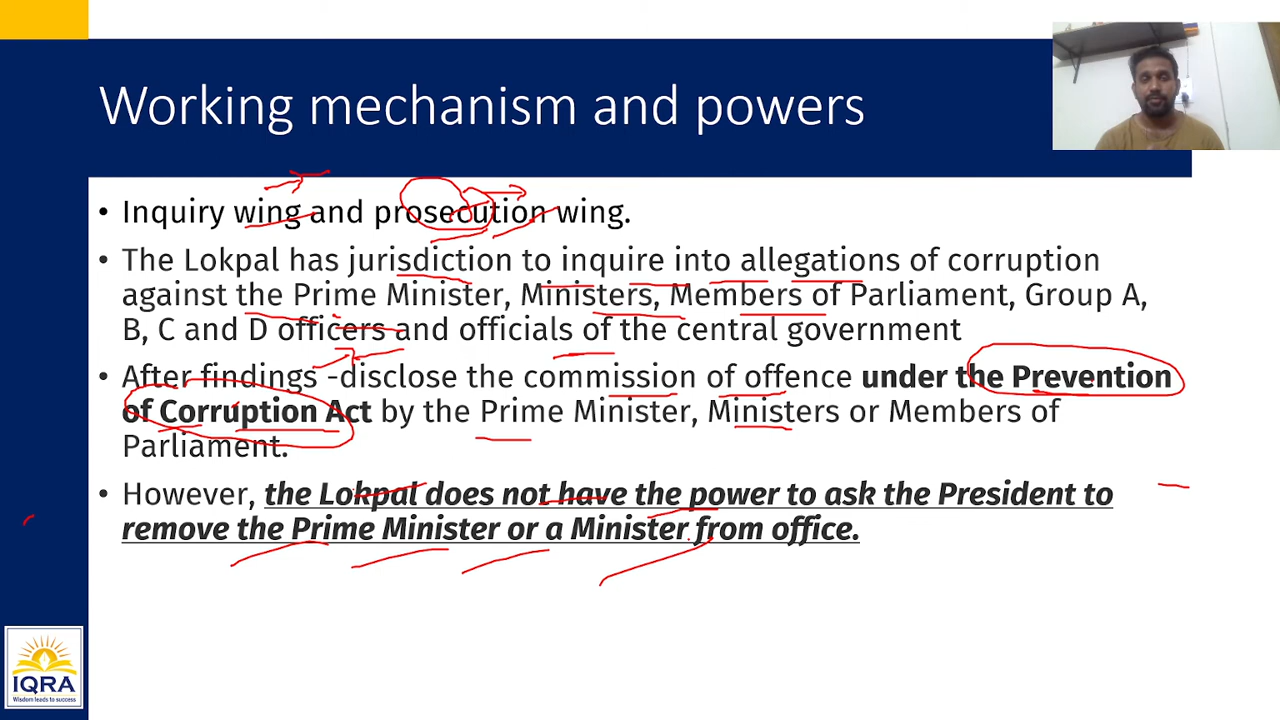 Working mechanism and powers
• Inquiry wing and prosecution wing.
• The Lokpal has jurisdiction to inquire into allegations of corruption
against the Prime Minister, Ministers, Members of Parliament, Group A,
B, C and D officers and officials of the central government
• After findings -disclose the commission of offence under the Prevention
of Corruption Act by the Prime Minister, Ministers or Members of
Parliament.
• However, the Lokpal does not have the power to ask the President to
remove the Prime Minister or a Minister from office.
IQRA
Wisdom leads to success